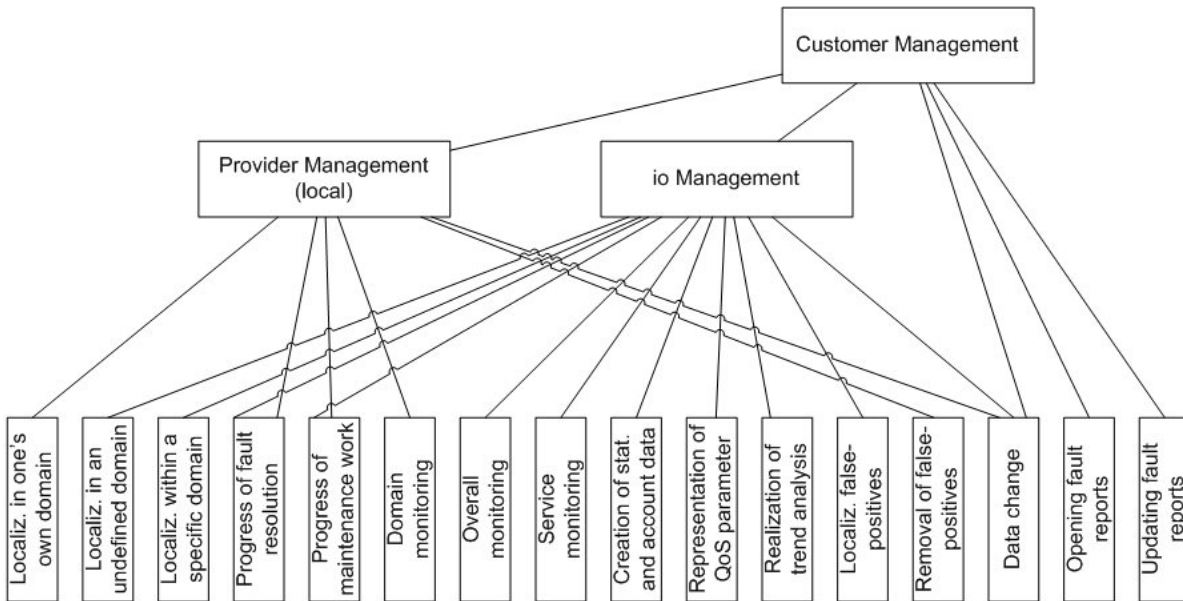 Customer Management
Provider Management
(local)
io Management
Localiz. in one's
own domain
Localiz. in an
undefined domain
Localiz. within a
specific domain
Progress of fault
resolution
Progress of
maintenance work
Domain
monitoring
Overall
monitoring
Service
monitoring
Creation of stat.
and account data
Representation of
QoS parameter
Realization of
trend analysis
Localiz. false-
positives
Removal of false-
positives
Data change
Opening fault
reports
Updating fault
reports